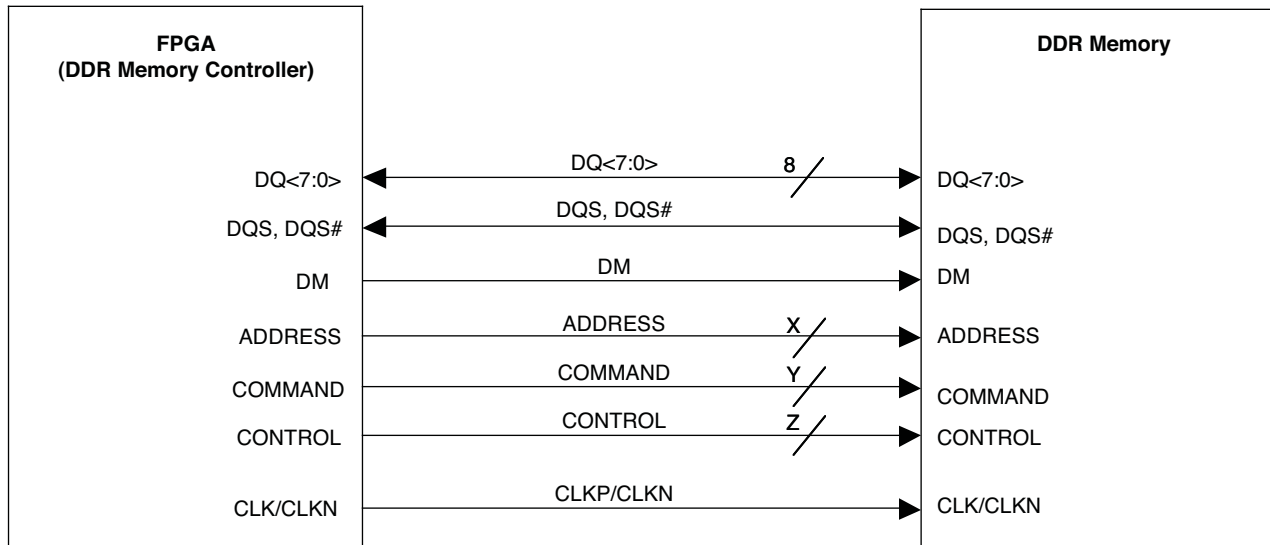 FPGA
(DDR Memory Controller)
DDR Memory
DQ<7:0>
DQ<7:0>
8
DQ<7:0>
DQS, DQS#
DQS, DQS#
DQS, DQS#
DM
DM
DM
ADDRESS
ADDRESS
X
ADDRESS
COMMAND
COMMAND
Y
COMMAND
CONTROL
CONTROL
Z
CONTROL
CLK/CLKN
CLKP/CLKN
CLK/CLKN